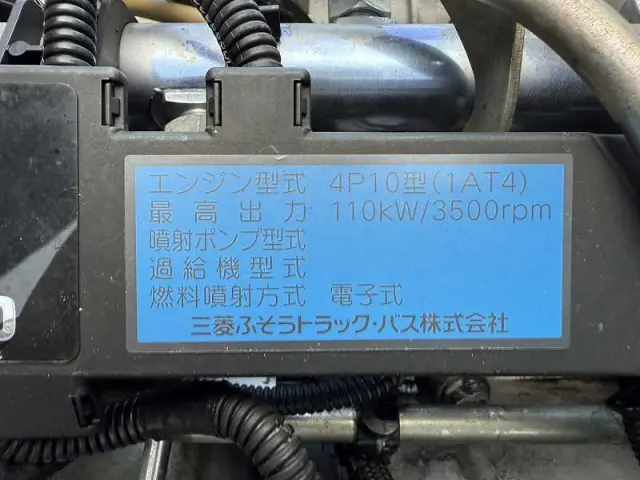 エンジン型式 4P10型(1AT4)
最高出力 110kW/3500rpm
噴射ポンプ型式
過給機型式
燃料噴射方式 電子式
三菱ふそうトラック・バス株式会社